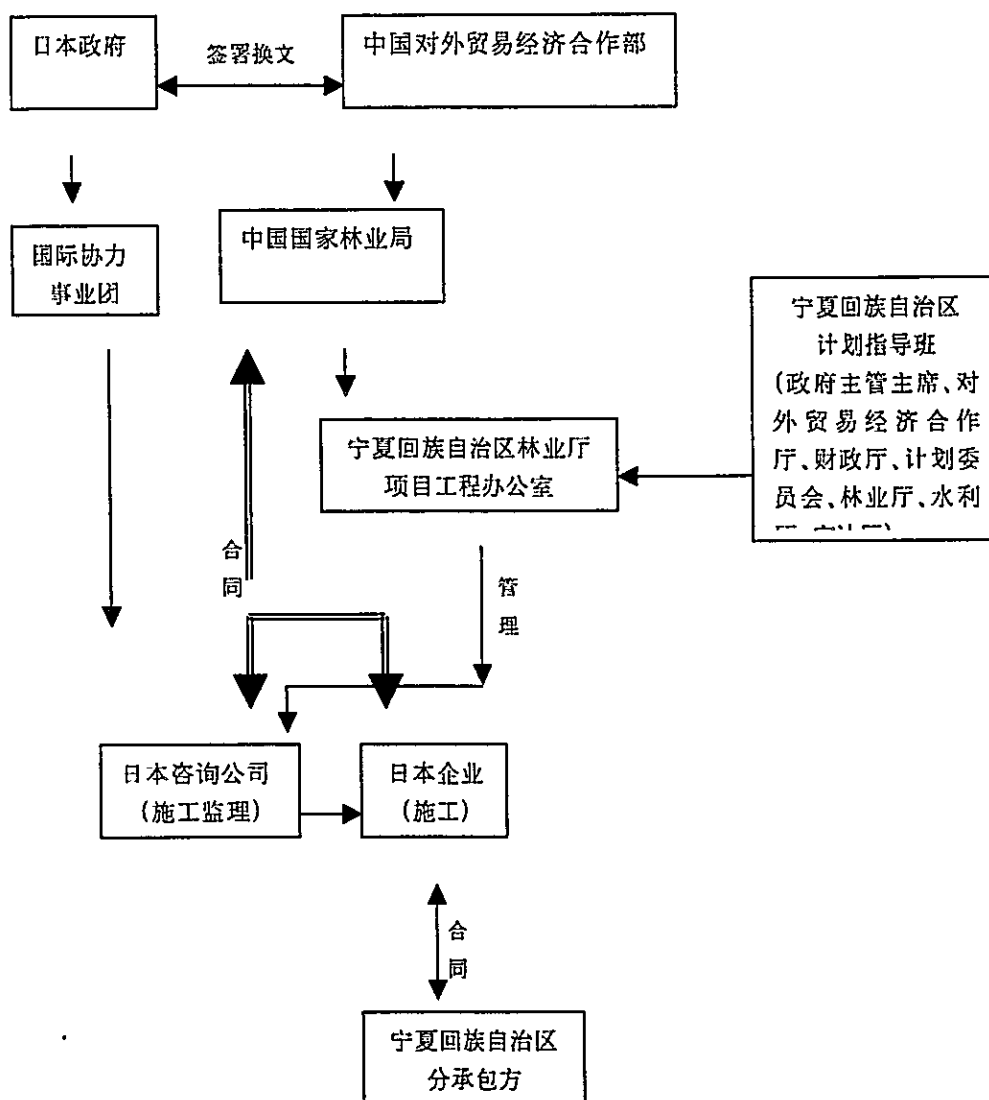 日本政府
签署换文
中国对外贸易经济合作部
国际协力
事业团
中国国家林业局
宁夏回族自治区
计划指导班
(政府主管主席、对
外贸易经济合作
厅、财政厅、计划委
员会、林业厅、水利
宁夏回族自治区林业厅
项目工程办公室
合
同
管
理
日本咨询公司
(施工监理)
日本企业
(施工)
合
同
宁夏回族自治区
分承包方